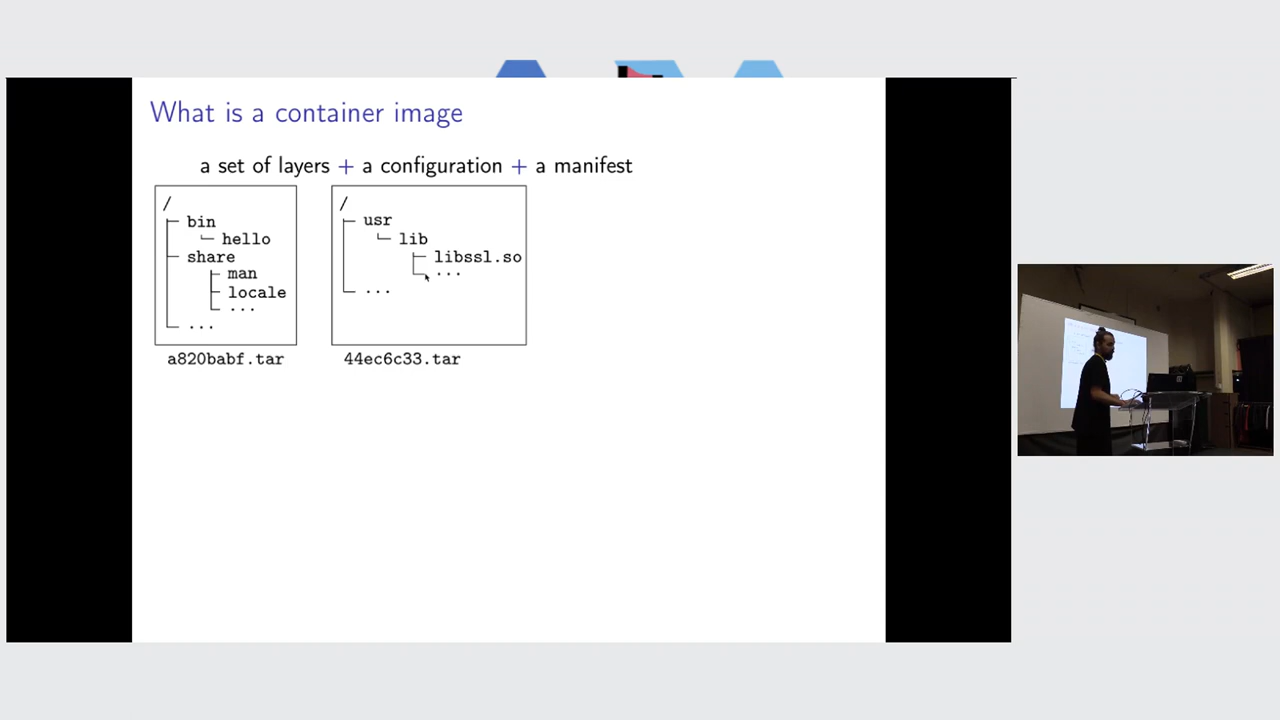 What is a container image
a set of layers + a configuration + a manifest
/
bin
hello
share
man
locale
...
...
a820babf.tar
/
usr
lib
libssl.so
...
...
44ec6c33.tar